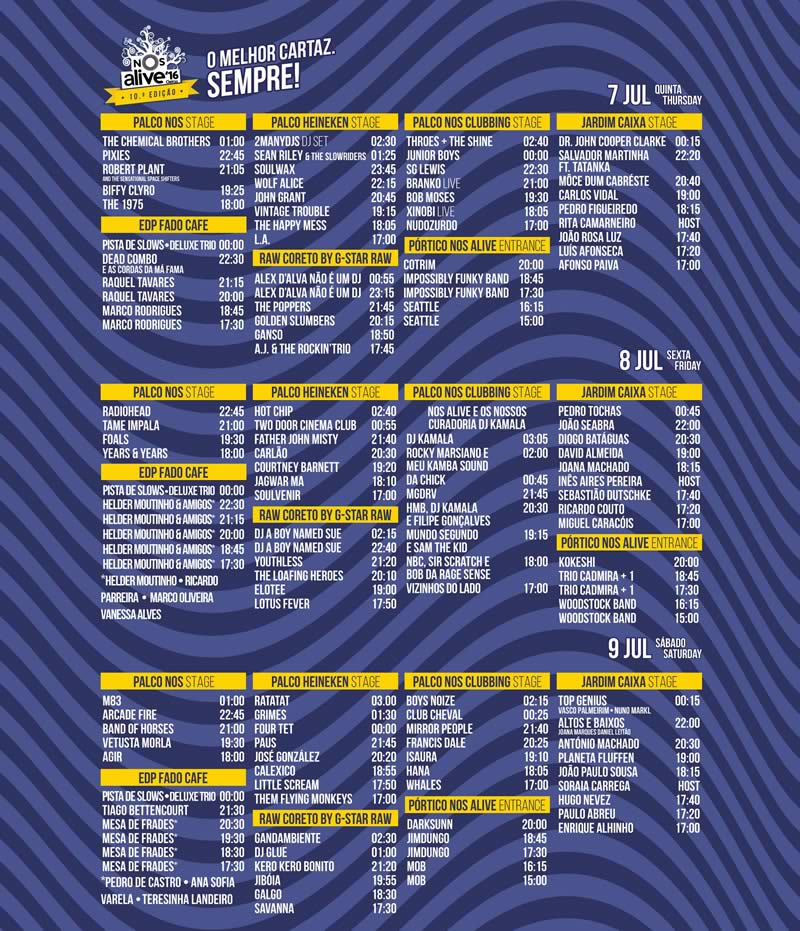 NOS
alive'16
10.ª EDIÇÃO
O MELHOR CARTAZ.
SEMPRE!
7 JUL QUINTA
THURSDAY
PALCO NOS STAGE
THE CHEMICAL BROTHERS 01:00
PIXIES 22:45
ROBERT PLANT 21:05
AND THE SENSATIONAL SPACE SHIFTERS
BIFFY CLYRO 19:25
THE 1975 18:00
EDP FADO CAFE
PISTA DE SLOWS•DELUXE TRIO 00:00
DEAD COMBO 22:30
E AS CORDAS DA MÁ FAMA
RAQUEL TAVARES 21:15
RAQUEL TAVARES 20:00
MARCO RODRIGUES 18:45
MARCO RODRIGUES 17:30
PALCO HEINEKEN STAGE
2MANYDJS DJ SET 02:30
SEAN RILEY & THE SLOWRIDERS 01:25
SOULWAX 23:45
WOLF ALICE 22:15
JOHN GRANT 20:45
VINTAGE TROUBLE 19:15
THE HAPPY MESS 18:05
L.A. 17:00
RAW CORETO BY G-STAR RAW
ALEX D'ALVA NÃO É UM DJ 00:55
ALEX D'ALVA NÃO É UM DJ 23:15
THE POPPERS 21:45
GOLDEN SLUMBERS 20:15
GANSO 18:50
A.J. & THE ROCKIN'TRIO 17:45
PALCO NOS CLUBBING STAGE
THROES + THE SHINE 02:40
JUNIOR BOYS 00:00
SG LEWIS 22:30
BRANKO LIVE 21:00
BOB MOSES 19:30
XINOBI LIVE 18:05
NUDOZURDO 17:00
PÓRTICO NOS ALIVE ENTRANCE
COTRIM 20:00
IMPOSSIBLY FUNKY BAND 18:45
IMPOSSIBLY FUNKY BAND 17:30
SEATTLE 16:15
SEATTLE 15:00
JARDIM CAIXA STAGE
DR. JOHN COOPER CLARKE 00:15
SALVADOR MARTINHA 22:20
FT. TATANKA
MÔCE DUM CABRÉSTE 20:40
CARLOS VIDAL 19:00
PEDRO FIGUEIREDO 18:15
RITA CAMARNEIRO HOST
JOÃO ROSA LUZ 17:40
LUÍS AFONSECA 17:20
AFONSO PAIVA 17:00
8 JUL SEXTA
FRIDAY
PALCO NOS STAGE
RADIOHEAD 22:45
TAME IMPALA 21:00
FOALS 19:30
YEARS & YEARS 18:00
EDP FADO CAFE
PISTA DE SLOWS•DELUXE TRIO 00:00
HELDER MOUTINHO & AMIGOS* 22:30
HELDER MOUTINHO & AMIGOS* 21:15
HELDER MOUTINHO & AMIGOS* 20:00
HELDER MOUTINHO & AMIGOS* 18:45
HELDER MOUTINHO & AMIGOS* 17:30
*HELDER MOUTINHO • RICARDO
PARREIRA • MARCO OLIVEIRA
VANESSA ALVES
PALCO HEINEKEN STAGE
HOT CHIP 02:40
TWO DOOR CINEMA CLUB 00:55
FATHER JOHN MISTY 21:40
CARLÃO 20:30
COURTNEY BARNETT 19:20
JAGWAR MA 18:10
SOULVENIR 17:00
RAW CORETO BY G-STAR RAW
DJ A BOY NAMED SUE 02:15
DJ A BOY NAMED SUE 22:40
YOUTHLESS 21:20
THE LOAFING HEROES 20:10
ELOTEE 19:00
LOTUS FEVER 17:50
PALCO NOS CLUBBING STAGE
NOS ALIVE E OS NOSSOS
CURADORIA DJ KAMALA
DJ KAMALA 03:05
ROCKY MARSIANO E 02:00
MEU KAMBA SOUND
DA CHICK 00:45
MGDRV 21:45
HMB, DJ KAMALA 20:30
E FILIPE GONÇALVES
MUNDO SEGUNDO 19:15
E SAM THE KID
NBC, SIR SCRATCH E 18:00
BOB DA RAGE SENSE
VIZINHOS DO LADO 17:00
JARDIM CAIXA STAGE
PEDRO TOCHAS 00:45
JOÃO SEABRA 22:00
DIOGO BATÁGUAS 20:30
DAVID ALMEIDA 19:00
JOANA MACHADO 18:15
INÊS AIRES PEREIRA HOST
SEBASTIÃO DUTSCHKE 17:40
RICARDO COUTO 17:20
MIGUEL CARACÓIS 17:00
PÓRTICO NOS ALIVE ENTRANCE
KOKESHI 20:00
TRIO CADMIRA + 1 18:45
TRIO CADMIRA + 1 17:30
WOODSTOCK BAND 16:15
WOODSTOCK BAND 15:00
9 JUL SÁBADO
SATURDAY
PALCO NOS STAGE
M83 01:00
ARCADE FIRE 22:45
BAND OF HORSES 21:00
VETUSTA MORLA 19:30
AGIR 18:00
EDP FADO CAFE
PISTA DE SLOWS•DELUXE TRIO 00:00
TIAGO BETTENCOURT 21:30
MESA DE FRADES* 20:30
MESA DE FRADES* 19:30
MESA DE FRADES* 18:30
MESA DE FRADES* 17:30
*PEDRO DE CASTRO • ANA SOFIA
VARELA • TERESINHA LANDEIRO
PALCO HEINEKEN STAGE
RATATAT 03.00
GRIMES 01:30
FOUR TET 00:00
PAUS 21:45
JOSÉ GONZÁLEZ 20:20
CALEXICO 18:55
LITTLE SCREAM 17:50
THEM FLYING MONKEYS 17:00
RAW CORETO BY G-STAR RAW
GANDAMBIENTE 02:30
DJ GLUE 01:00
KERO KERO BONITO 21:20
JIBÓIA 19:55
GALGO 18:30
SAVANNA 17:30
PALCO NOS CLUBBING STAGE
BOYS NOIZE 02:15
CLUB CHEVAL 00:25
MIRROR PEOPLE 21:40
FRANCIS DALE 20:25
ISAURA 19:10
HANA 18:05
WHALES 17:00
PÓRTICO NOS ALIVE ENTRANCE
DARKSUNN 20:00
JIMDUNGO 18:45
JIMDUNGO 17:30
MOB 16:15
MOB 15:00
JARDIM CAIXA STAGE
TOP GENIUS 00:15
VASCO PALMEIRIM • NUNO MARKL
ALTOS E BAIXOS 22:00
JOANA MARQUES DANIEL LEITÃO
ANTÓNIO MACHADO 20:30
PLANETA FLUFFEN 19:00
JOÃO PAULO SOUSA 18:15
SORAIA CARREGA HOST
HUGO NEVEZ 17:40
PAULO ABREU 17:20
ENRIQUE ALHINHO 17:00